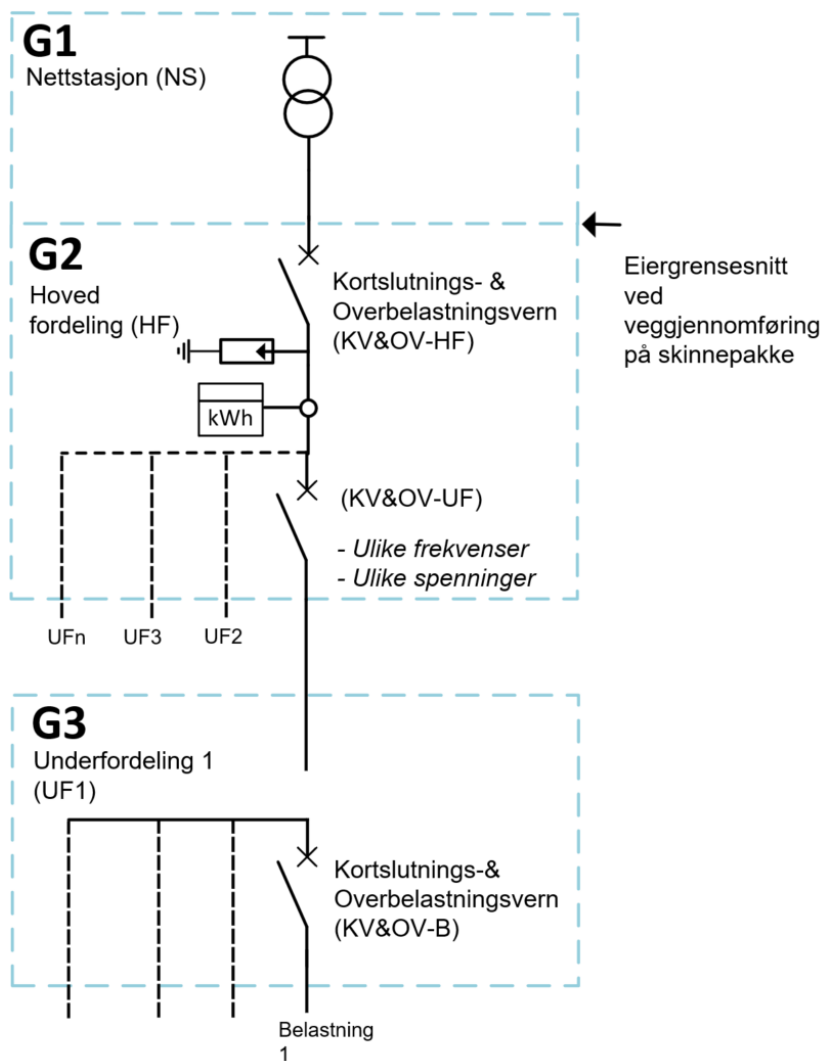 G1
Nettstasjon (NS)
G2
Hoved
fordeling (HF)
Kortslutnings- &
Overbelastningsvern
(KV&OV-HF)
Eiergrensesnitt
ved
veggjennomføring
på skinnepakke
kWh
(KV&OV-UF)
- Ulike frekvenser
- Ulike spenninger
UFn
UF3
UF2
G3
Underfordeling 1
(UF1)
Kortslutnings-&
Overbelastningsvern
(KV&OV-B)
Belastning
1